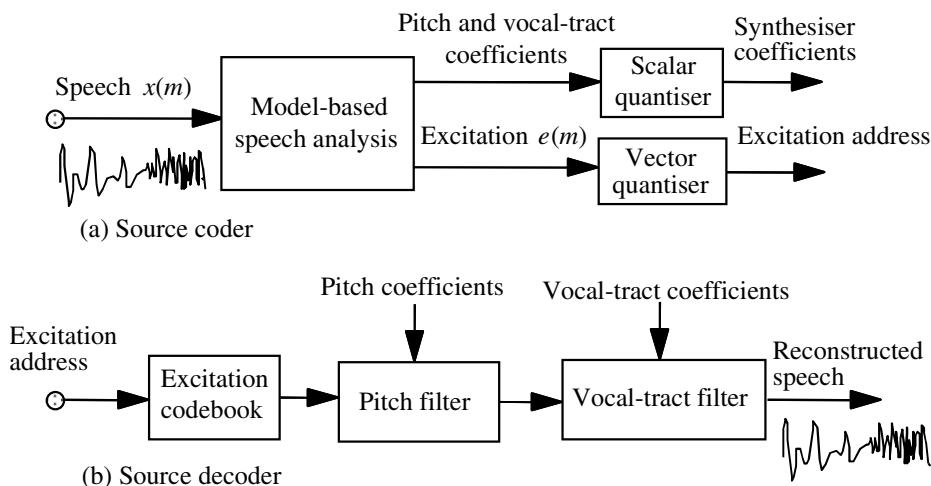 Pitch and vocal-tract
coefficients
Synthesiser
coefficients
Speech x(m)
Model-based
speech analysis
Scalar
quantiser
Excitation e(m)
Vector
quantiser
Excitation address
(a) Source coder
Pitch coefficients
Vocal-tract coefficients
Excitation
address
Excitation
codebook
Pitch filter
Vocal-tract filter
Reconstructed
speech
(b) Source decoder